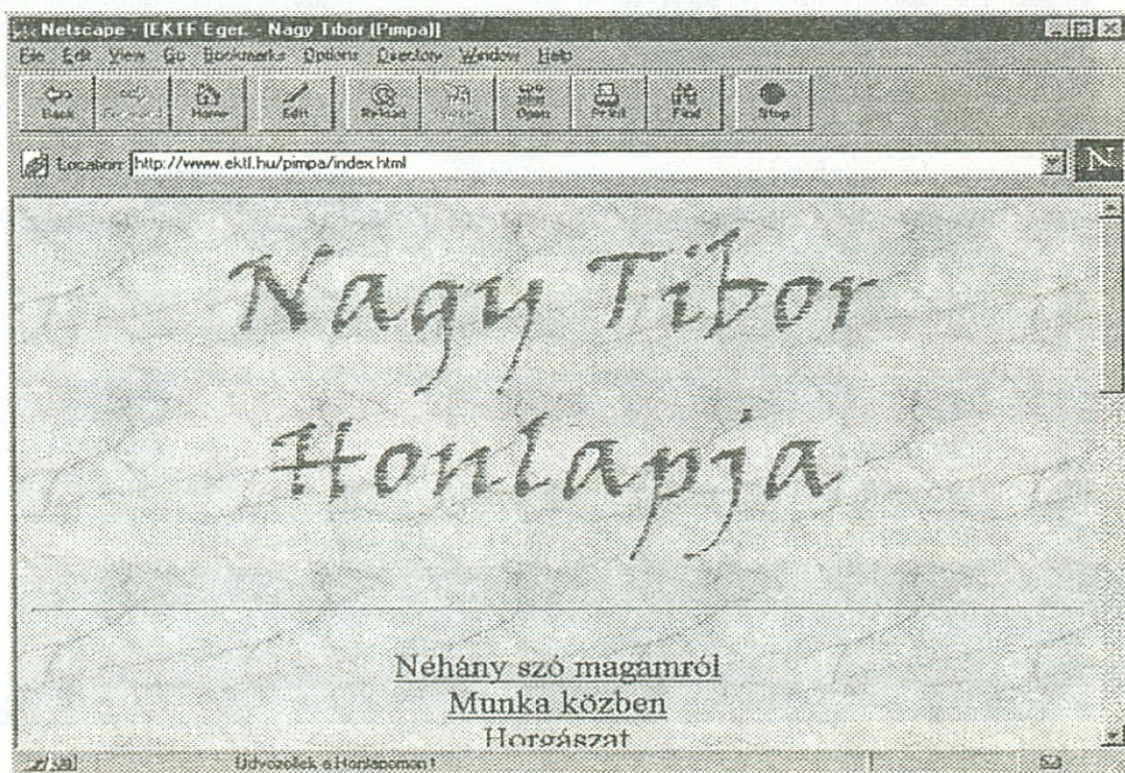 Netscape - [EKTF Eger. - Nagy Tibor (Pimpa)]
File Edit View Go Bookmarks Options Directory Window Help
Back Forward Home Edit Reload Images Open Print Find Stop
Location: http://www.ektf.hu/pimpa/index.html
N
Nagy Tibor
Honlapja
Néhány szó magamról
Munka közben
Horgászat
Üdvözöllek a Honlapomon !